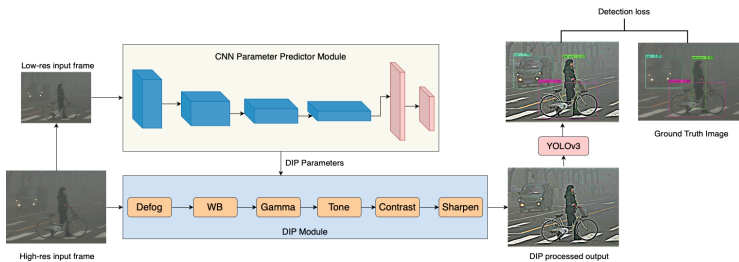 Detection loss
CNN Parameter Predictor Module
Low-res input frame
Ground Truth Image
YOLOv3
DIP Parameters
Defog
WB
Gamma
Tone
Contrast
Sharpen
DIP Module
High-res input frame
DIP processed output